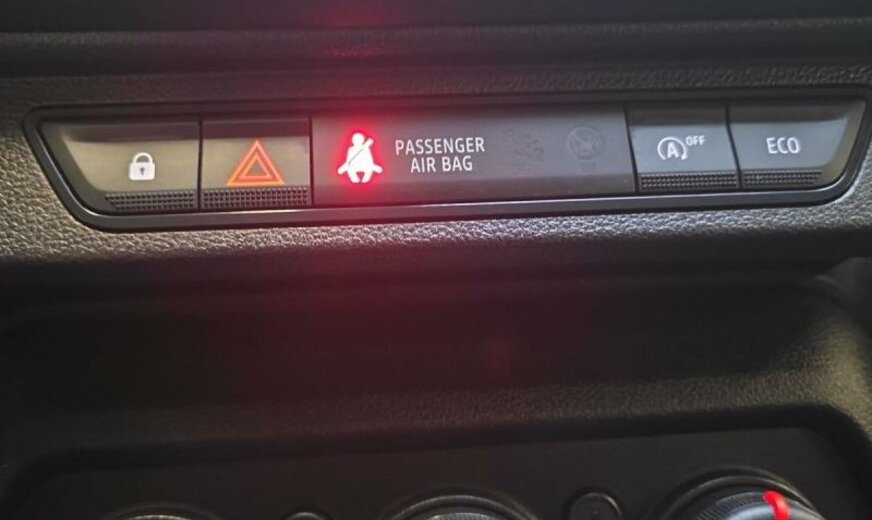 PASSENGER
AIR BAG
A OFF
ECO